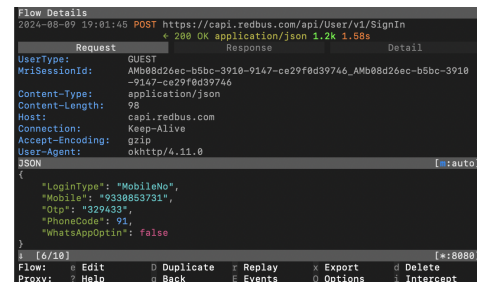 Flow Details
2024-08-09 19:01:45 POST https://capi.redbus.com/api/User/v1/SignIn
← 200 OK application/json 1.2k 1.58s
Request Response Detail
UserType: GUEST
MriSessionId: AMb08d26ec-b5bc-3910-9147-ce29f0d39746_AMb08d26ec-b5bc-3910
-9147-ce29f0d39746
Content-Type: application/json
Content-Length: 98
Host: capi.redbus.com
Connection: Keep-Alive
Accept-Encoding: gzip
User-Agent: okhttp/4.11.0
JSON [m:auto]
{
"LoginType": "MobileNo",
"Mobile": "9330853731",
"Otp": "329433",
"PhoneCode": 91,
"WhatsAppOptin": false
}
⇩ [6/10] [*:8080]
Flow: e Edit D Duplicate r Replay x Export d Delete
Proxy: ? Help q Back E Events O Options i Intercept